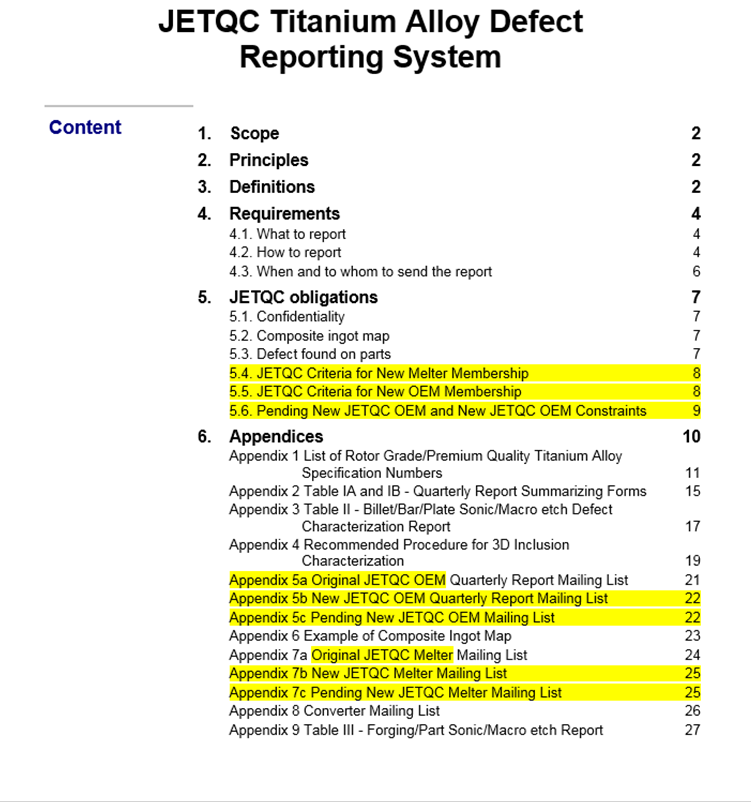 JETQC Titanium Alloy Defect
Reporting System
Content
1. Scope 2
2. Principles 2
3. Definitions 2
4. Requirements 4
4.1. What to report 4
4.2. How to report 4
4.3. When and to whom to send the report 6
5. JETQC obligations 7
5.1. Confidentiality 7
5.2. Composite ingot map 7
5.3. Defect found on parts 7
5.4. JETQC Criteria for New Melter Membership 8
5.5. JETQC Criteria for New OEM Membership 8
5.6. Pending New JETQC OEM and New JETQC OEM Constraints 9
6. Appendices 10
Appendix 1 List of Rotor Grade/Premium Quality Titanium Alloy
Specification Numbers 11
Appendix 2 Table IA and IB - Quarterly Report Summarizing Forms 15
Appendix 3 Table II - Billet/Bar/Plate Sonic/Macro etch Defect
Characterization Report 17
Appendix 4 Recommended Procedure for 3D Inclusion
Characterization 19
Appendix 5a Original JETQC OEM Quarterly Report Mailing List 21
Appendix 5b New JETQC OEM Quarterly Report Mailing List 22
Appendix 5c Pending New JETQC OEM Mailing List 22
Appendix 6 Example of Composite Ingot Map 23
Appendix 7a Original JETQC Melter Mailing List 24
Appendix 7b New JETQC Melter Mailing List 25
Appendix 7c Pending New JETQC Melter Mailing List 25
Appendix 8 Converter Mailing List 26
Appendix 9 Table III - Forging/Part Sonic/Macro etch Report 27